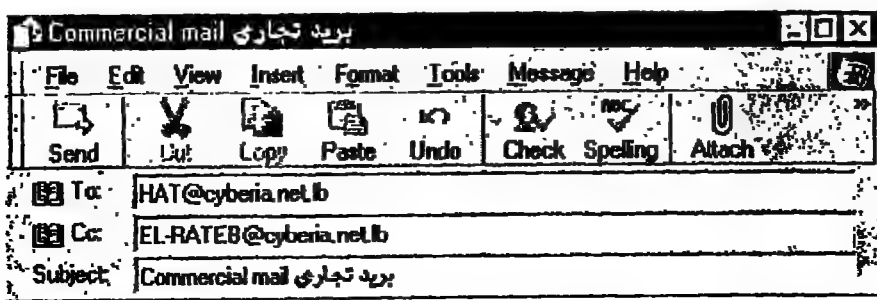 Commercial mail بريد تجاري
File Edit View Insert Format Tools Message Help
Send Cut Copy Paste Undo Check Spelling Attach »
To: HAT@cyberia.net.lb
Cc: EL-RATEB@cyberia.net.lb
Subject: Commercial mail بريد تجاري